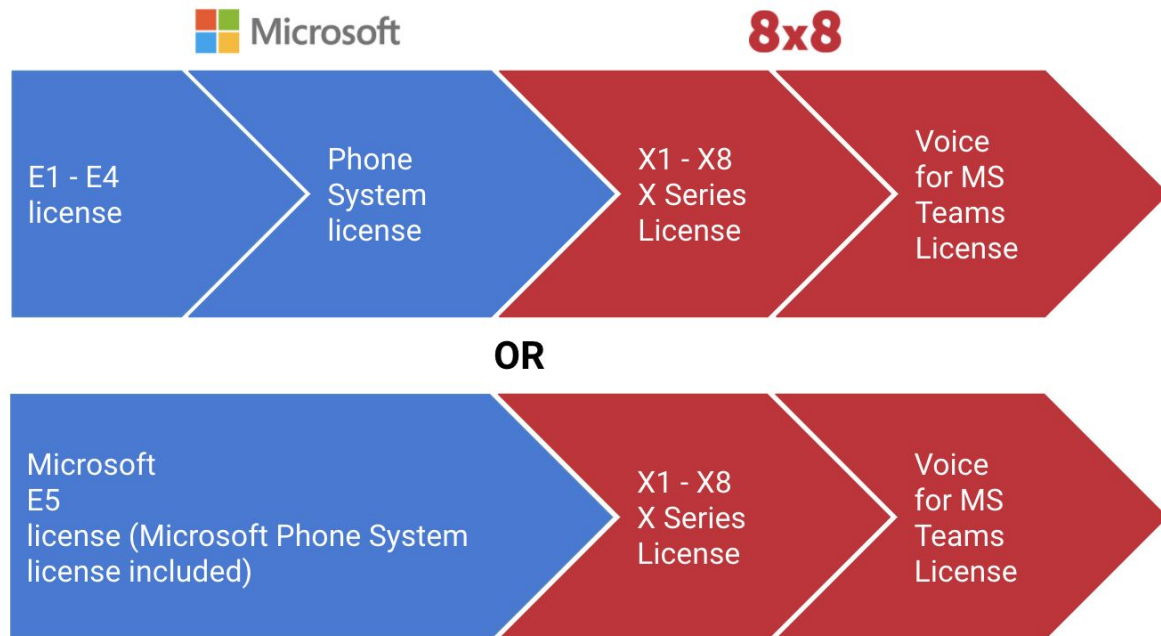 Microsoft
8x8
E1 - E4
license
Phone
System
license
X1 - X8
X Series
License
Voice
for MS
Teams
License
OR
Microsoft
E5
license (Microsoft Phone System
license included)
X1 - X8
X Series
License
Voice
for MS
Teams
License